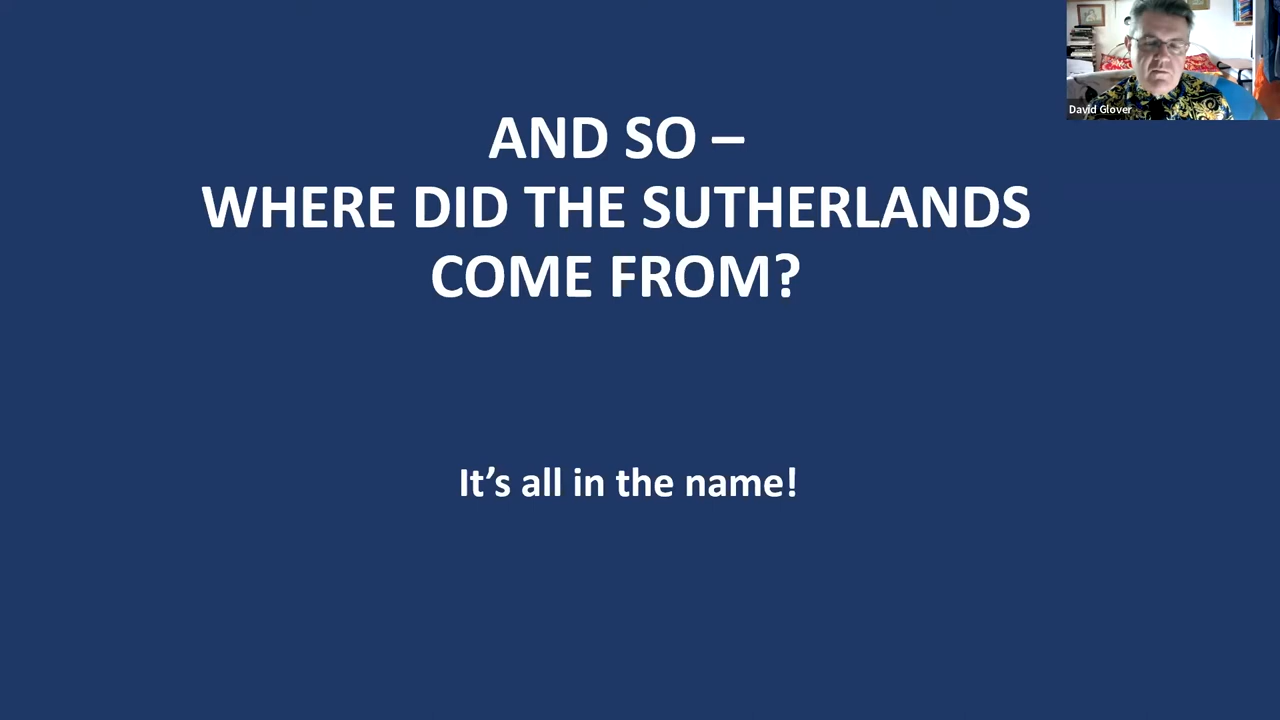 AND SO –
WHERE DID THE SUTHERLANDS
COME FROM?
It’s all in the name!
David Glover